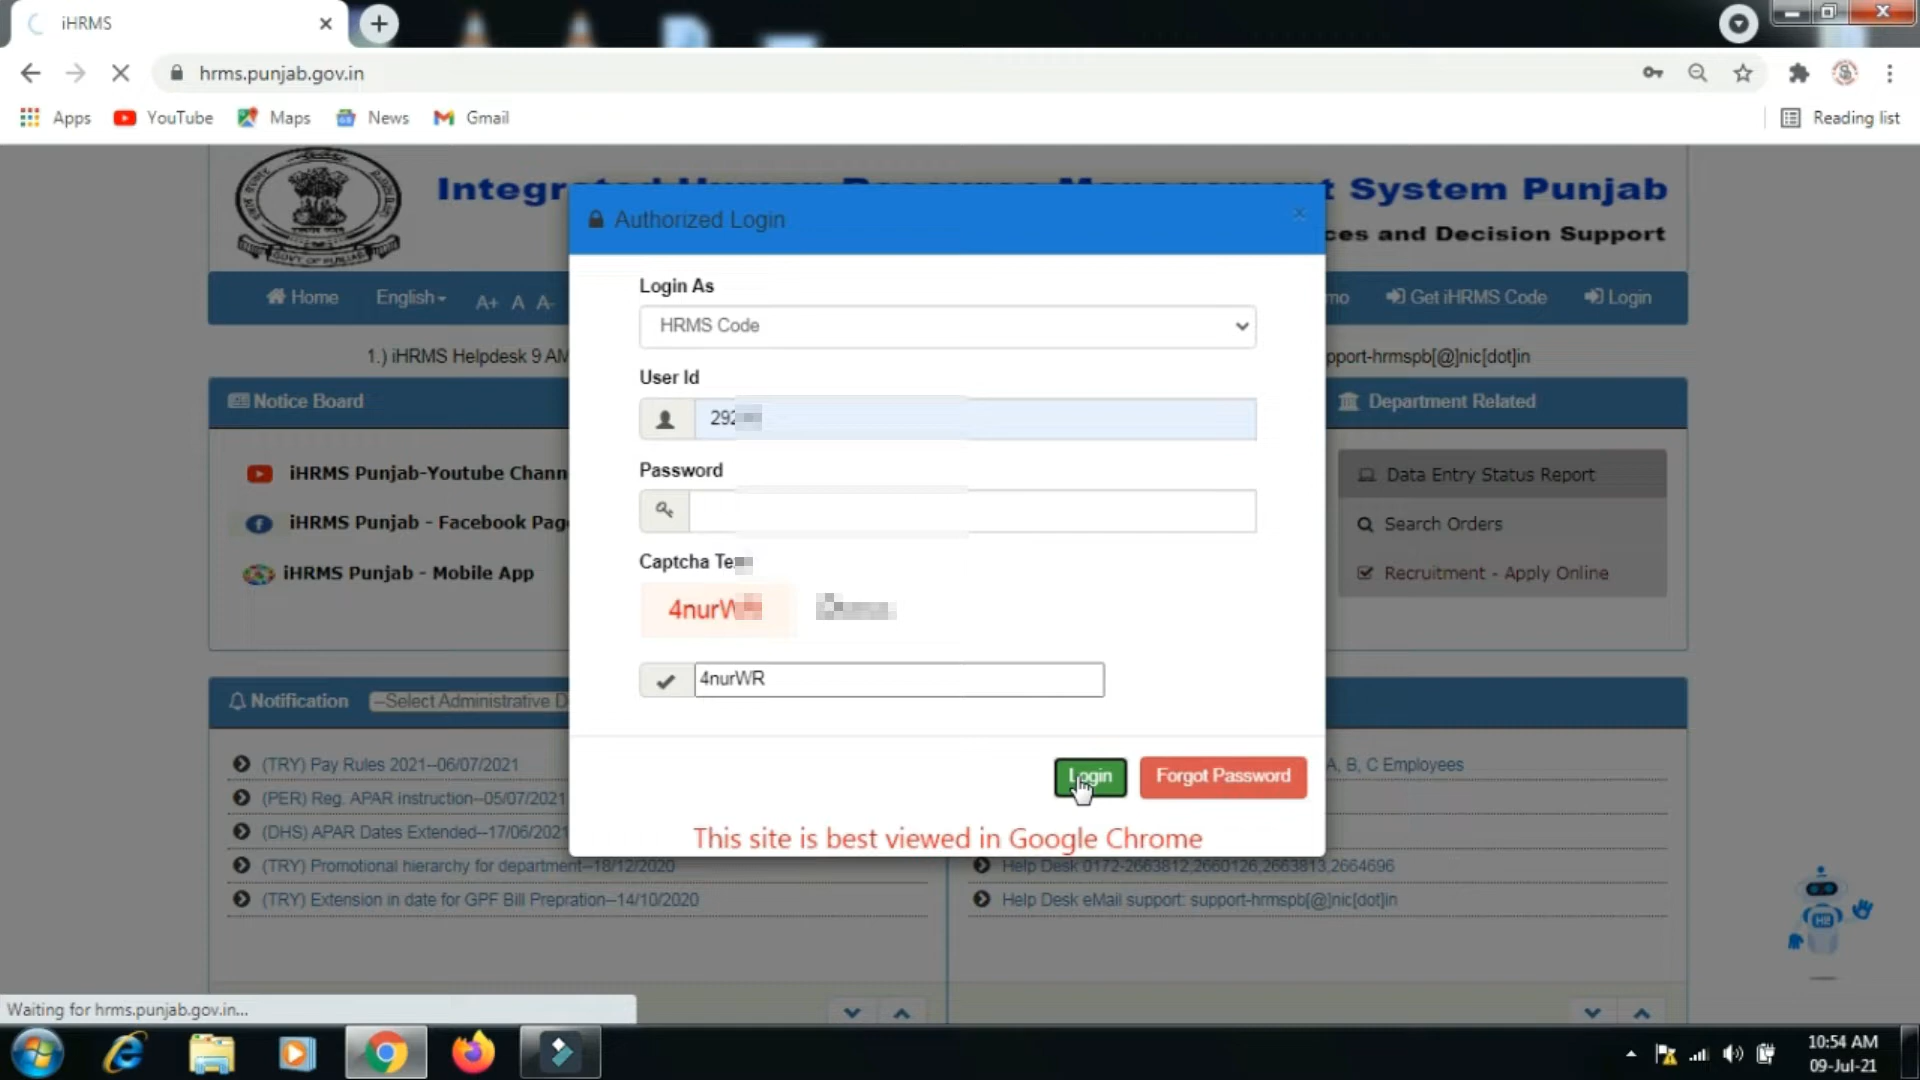 iHRMS
hrms.punjab.gov.in
Apps YouTube Maps News Gmail Reading list
System Punjab
ces and Decision Support
Home English A+ A A- Get iHRMS Code Login
1.) iHRMS Helpdesk 9 AM
pport-hrmspb[@]nic[dot]in
Authorized Login
Login As
HRMS Code
User Id
292
Password
Captcha Te
4nurW
4nurWR
Login Forgot Password
This site is best viewed in Google Chrome
Notice Board
iHRMS Punjab-Youtube Chann
iHRMS Punjab - Facebook Pag
iHRMS Punjab - Mobile App
Department Related
Data Entry Status Report
Search Orders
Recruitment - Apply Online
Notification --Select Administrative D
(TRY) Pay Rules 2021--06/07/2021
(PER) Reg. APAR instruction--05/07/2021
(DHS) APAR Dates Extended--17/06/2021
(TRY) Promotional hierarchy for department--18/12/2020
(TRY) Extension in date for GPF Bill Prepration--14/10/2020
A, B, C Employees
Help Desk 0172-2663812,2660126,2663813,2664696
Help Desk eMail support: support-hrmspb[@]nic[dot]in
HR
Waiting for hrms.punjab.gov.in...
10:54 AM
09-Jul-21